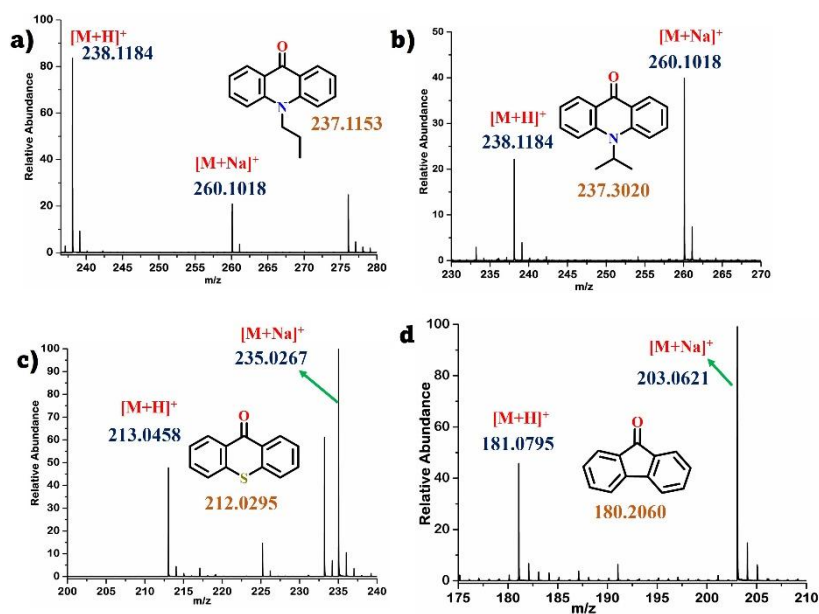 a)
[M+H]+
238.1184
O
N
237.1153
[M+Na]+
260.1018
Relative Abundance
100
80
60
40
20
0
240 245 250 255 260 265 270 275 280
m/z
b)
[M+Na]+
260.1018
O
N
[M+H]+
238.1184
237.3020
Relative Abundance
50
40
30
20
10
0
230 235 240 245 250 255 260 265 270
m/z
c)
[M+Na]+
235.0267
[M+H]+
213.0458
O
S
212.0295
Relative Abundance
100
90
80
70
60
50
40
30
20
10
0
200 205 210 215 220 225 230 235 240
m/z
d
[M+Na]+
203.0621
[M+H]+
181.0795
O
180.2060
Relative Abundance
100
80
60
40
20
0
175 180 185 190 195 200 205 210
m/z